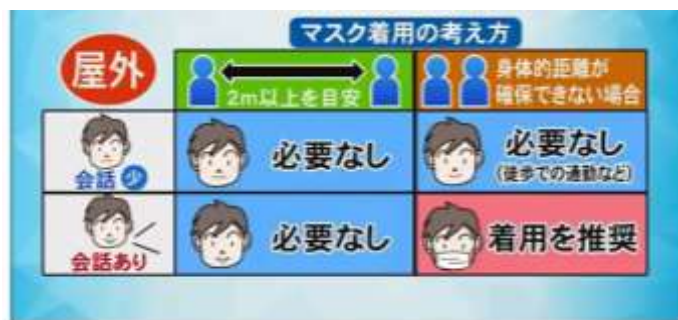 マスク着用の考え方
屋外
2m以上を目安
身体的距離が
確保できない場合
会話 少
必要なし
必要なし
(徒歩での通勤など)
会話あり
必要なし
着用を推奨